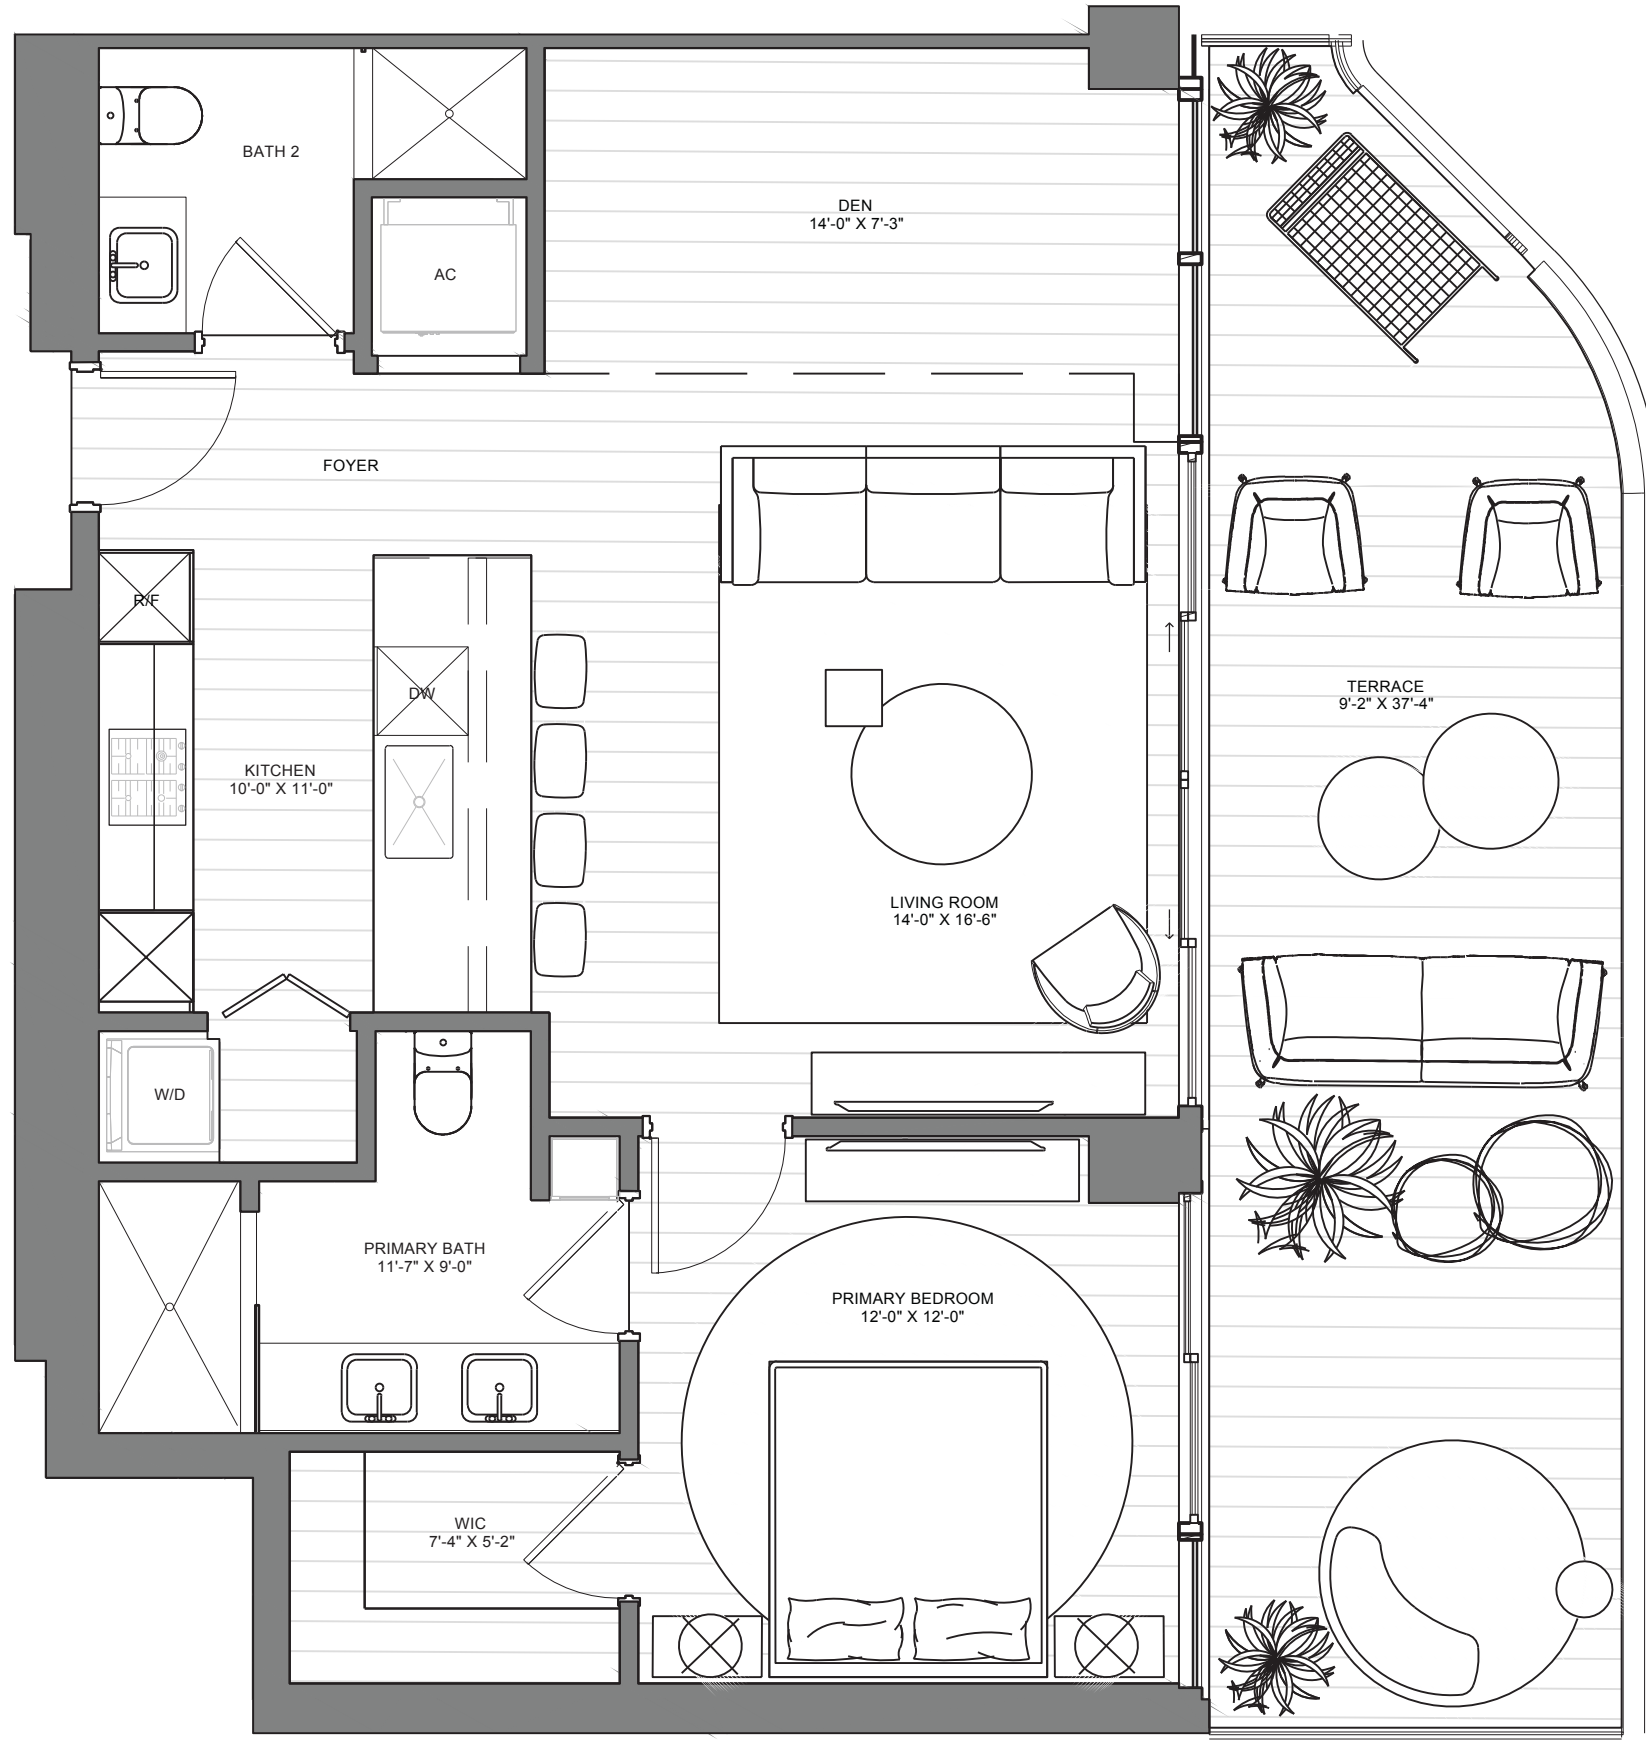 BATH 2
DEN
14'-0" X 7'-3"
AC
FOYER
R/F
DW
TERRACE
9'-2" X 37'-4"
KITCHEN
10'-0" X 11'-0"
LIVING ROOM
14'-0" X 16'-6"
W/D
PRIMARY BATH
11'-7" X 9'-0"
PRIMARY BEDROOM
12'-0" X 12'-0"
WIC
7'-4" X 5'-2"